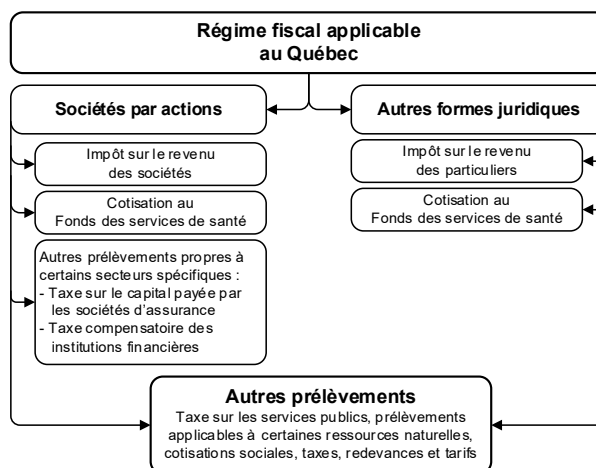 Régime fiscal applicable
au Québec
Sociétés par actions
Impôt sur le revenu
des sociétés
Cotisation au
Fonds des services de santé
Autres prélèvements propres à
certains secteurs spécifiques :
- Taxe sur le capital payée par
les sociétés d'assurance
- Taxe compensatoire des
institutions financières
Autres formes juridiques
Impôt sur le revenu
des particuliers
Cotisation au
Fonds des services de santé
Autres prélèvements
Taxe sur les services publics, prélèvements
applicables à certaines ressources naturelles,
cotisations sociales, taxes, redevances et tarifs